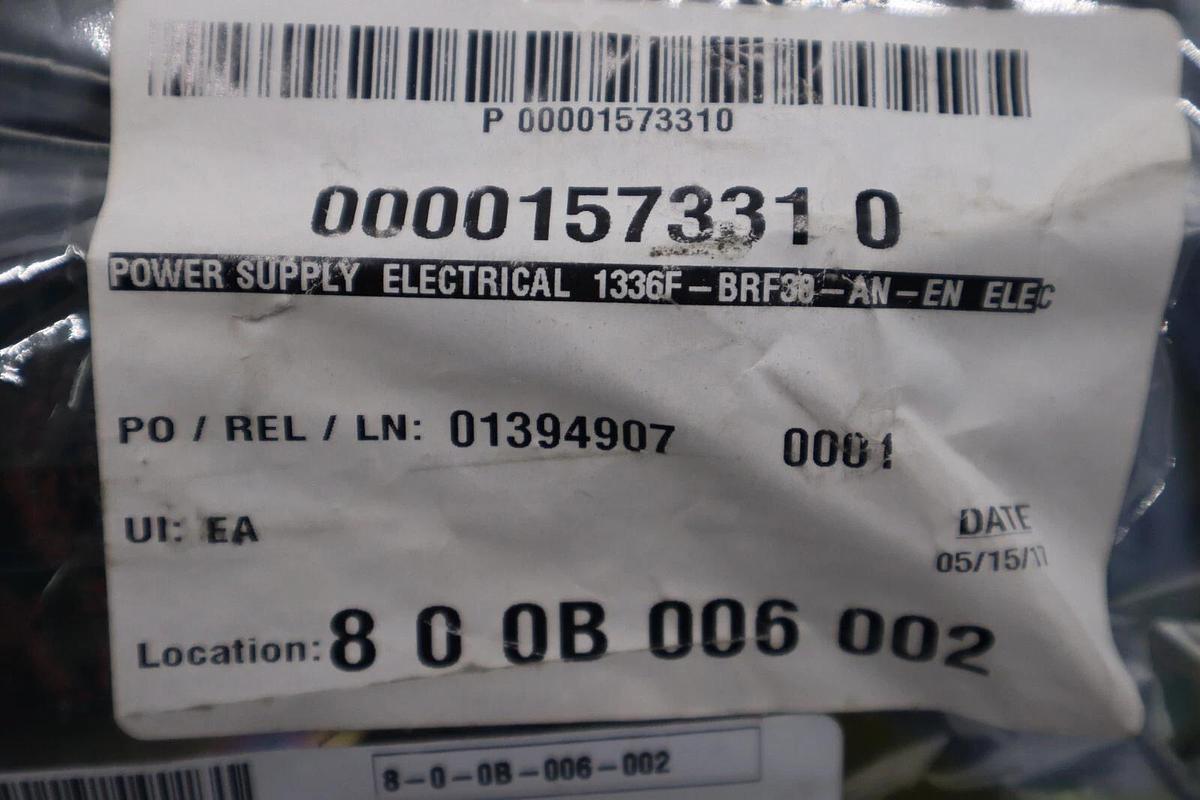 P 00001573310
0000157331 0
POWER SUPPLY ELECTRICAL 1336F-BRF30-AN-EN ELEC
PO / REL / LN: 01394907 0001
UI: EA
DATE
05/15/17
Location: 8 0 0B 006 002
8-0-0B-006-002